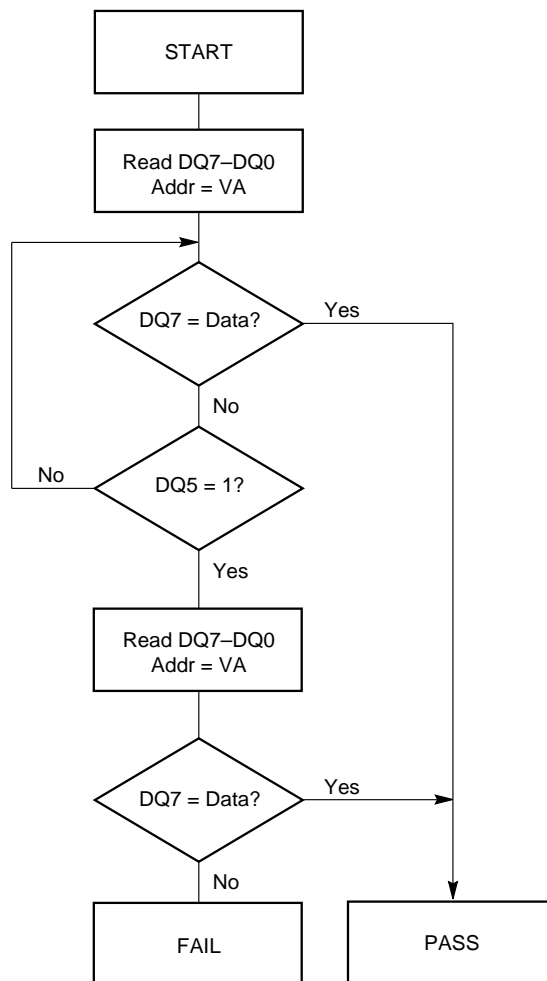 START
Read DQ7–DQ0
Addr = VA
DQ7 = Data?
Yes
No
No
DQ5 = 1?
Yes
Read DQ7–DQ0
Addr = VA
DQ7 = Data?
Yes
No
FAIL
PASS